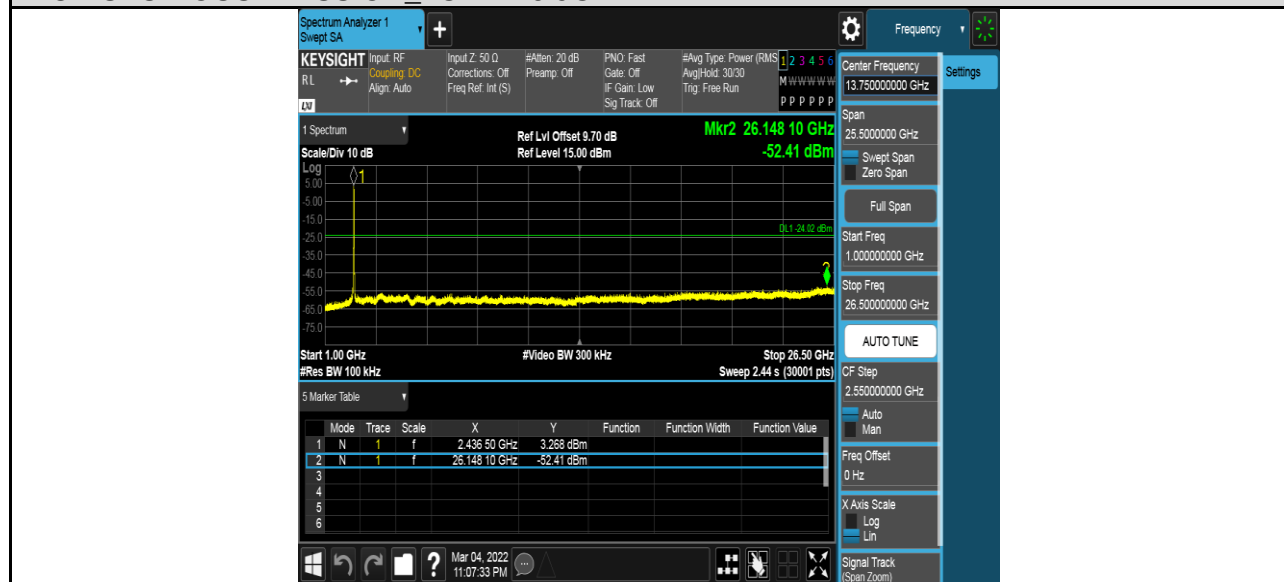 Spectrum Analyzer 1
Swept SA
+
Frequency
KEYSIGHT
Input: RF
Coupling: DC
Align: Auto
Input Z: 50 Ω
Corrections: Off
Freq Ref: Int (S)
#Atten: 20 dB
Preamp: Off
PNO: Fast
Gate: Off
IF Gain: Low
Sig Track: Off
#Avg Type: Power (RMS
Avg|Hold: 30/30
Trig: Free Run
1 2 3 4 5 6
M W W W W W
P P P P P P
RL
LXI
Center Frequency
13.750000000 GHz
Settings
Span
25.5000000 GHz
Swept Span
Zero Span
Full Span
Start Freq
1.000000000 GHz
Stop Freq
26.500000000 GHz
AUTO TUNE
CF Step
2.550000000 GHz
Auto
Man
Freq Offset
0 Hz
X Axis Scale
Log
Lin
Signal Track
(Span Zoom)
1 Spectrum
Scale/Div 10 dB
Ref Lvl Offset 9.70 dB
Ref Level 15.00 dBm
Mkr2 26.148 10 GHz
-52.41 dBm
Log
5.00
-5.00
-15.0
-25.0
-35.0
-45.0
-55.0
-65.0
-75.0
1
DL1 -24.02 dBm
2
Start 1.00 GHz
#Video BW 300 kHz
Stop 26.50 GHz
#Res BW 100 kHz
Sweep 2.44 s (30001 pts)
5 Marker Table
Mode Trace Scale X Y Function Function Width Function Value
1 N 1 f 2.436 50 GHz 3.268 dBm
2 N 1 f 26.148 10 GHz -52.41 dBm
3
4
5
6
?
Mar 04, 2022
11:07:33 PM